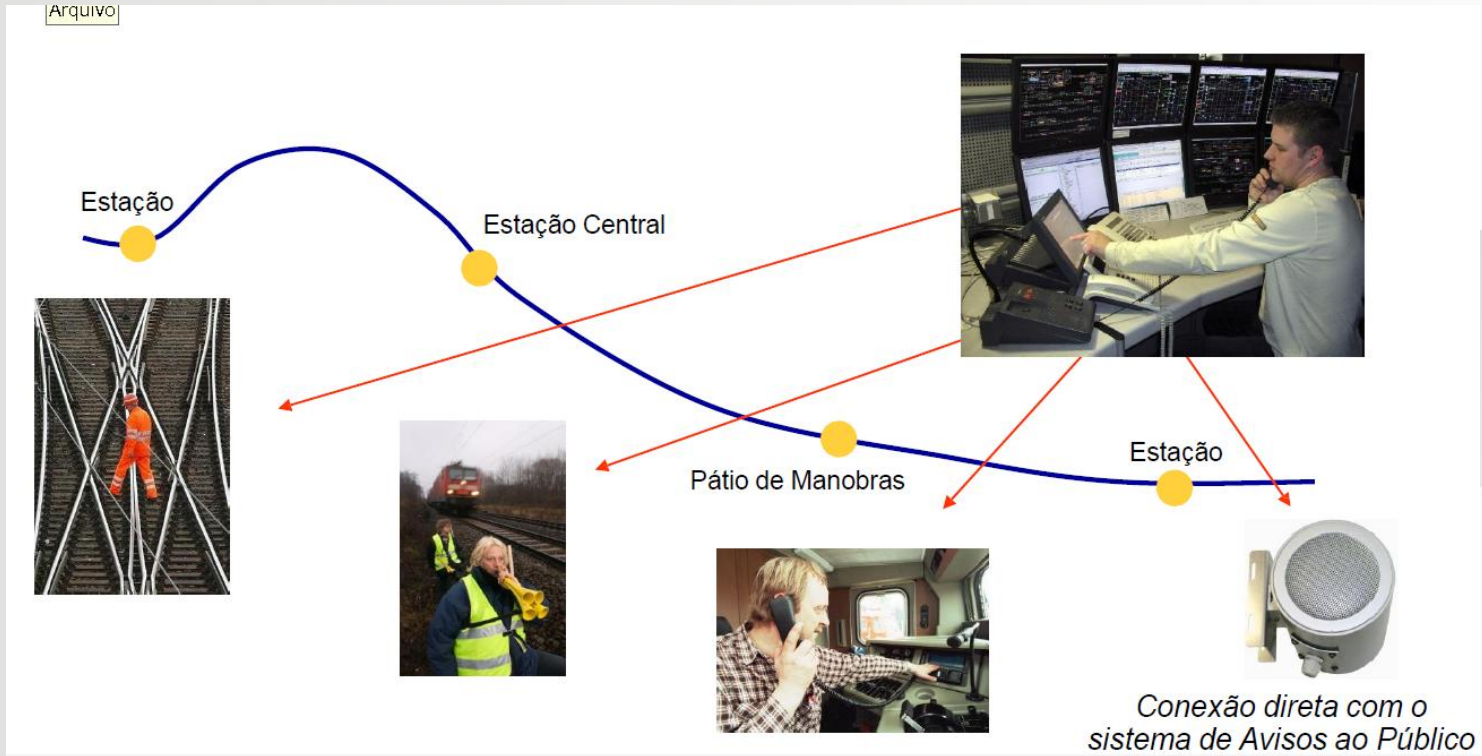 Arquivo
Estação
Estação Central
Pátio de Manobras
Estação
Conexão direta com o
sistema de Avisos ao Público